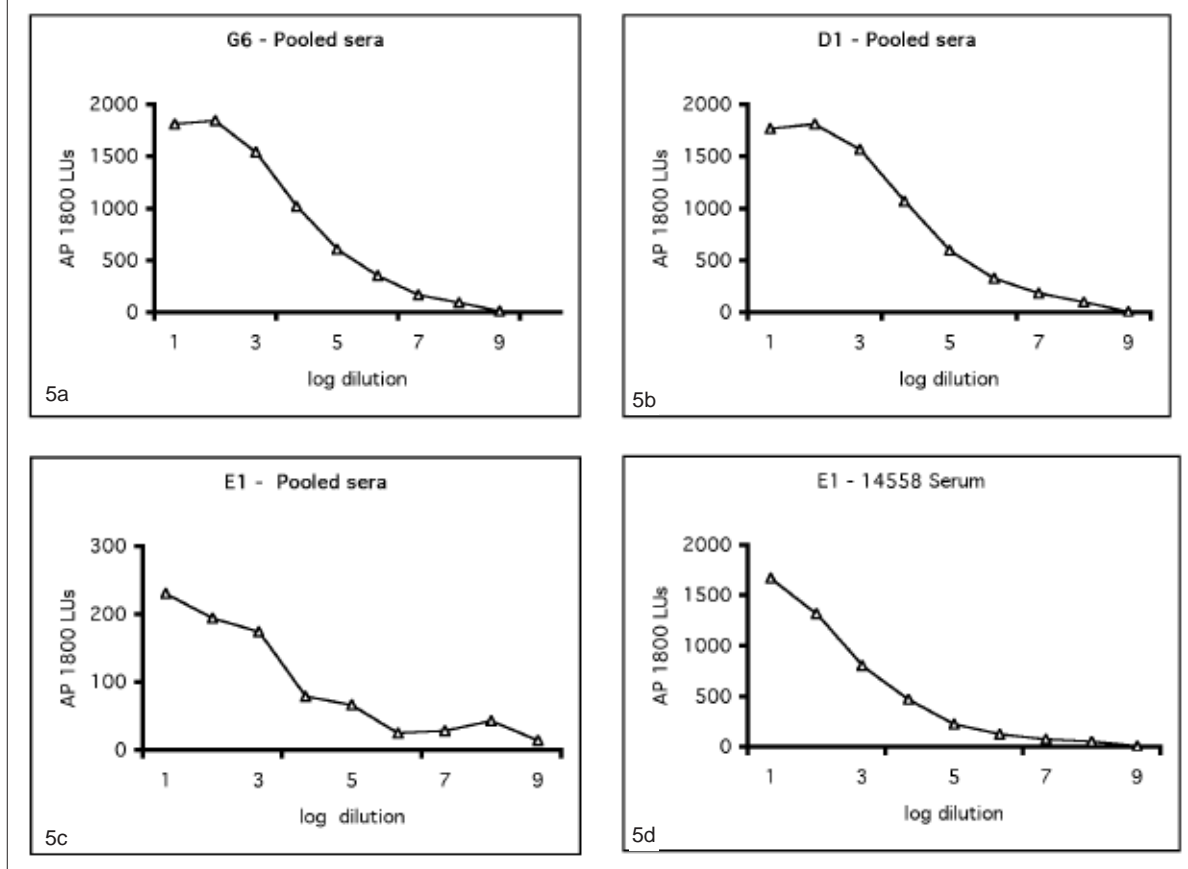 G6 - Pooled sera
AP 1800 LUs
2000
1500
1000
500
0
1 3 5 7 9
log dilution
5a
D1 - Pooled sera
AP 1800 LUs
2000
1500
1000
500
0
1 3 5 7 9
log dilution
5b
E1 - Pooled sera
AP 1800 LUs
300
200
100
0
1 3 5 7 9
log dilution
5c
E1 - 14558 Serum
AP 1800 LUs
2000
1500
1000
500
0
1 3 5 7 9
log dilution
5d